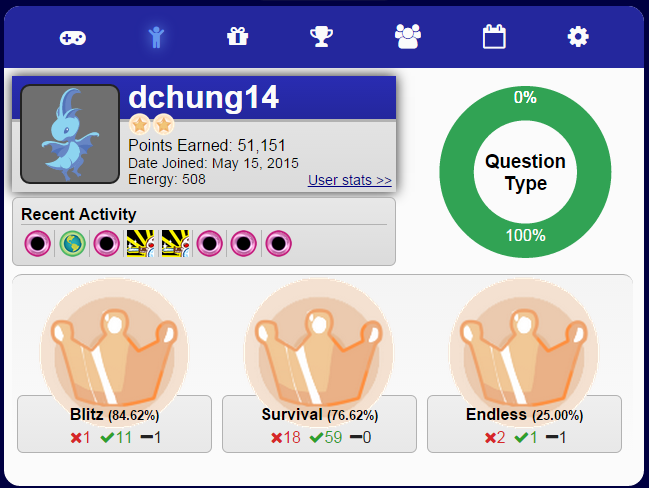 dchung14
Points Earned: 51,151
Date Joined: May 15, 2015
Energy: 508
User stats >>
0%
Question
Type
100%
Recent Activity
Blitz (84.62%)
1 11 1
Survival (76.62%)
18 59 0
Endless (25.00%)
2 1 1